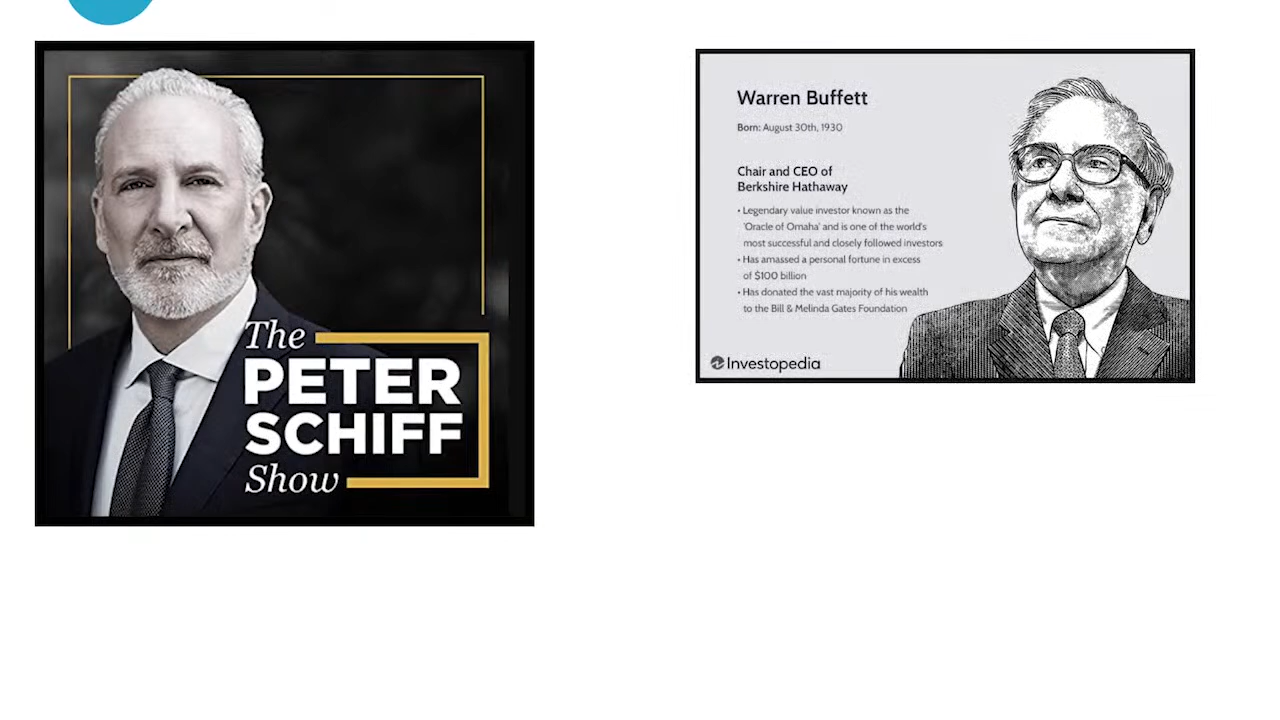 The
PETER
SCHIFF
Show
Warren Buffett
Born: August 30th, 1930
Chair and CEO of
Berkshire Hathaway
• Legendary value investor known as the
'Oracle of Omaha' and is one of the world's
most successful and closely followed investors
• Has amassed a personal fortune in excess
of $100 billion
• Has donated the vast majority of his wealth
to the Bill & Melinda Gates Foundation
Investopedia